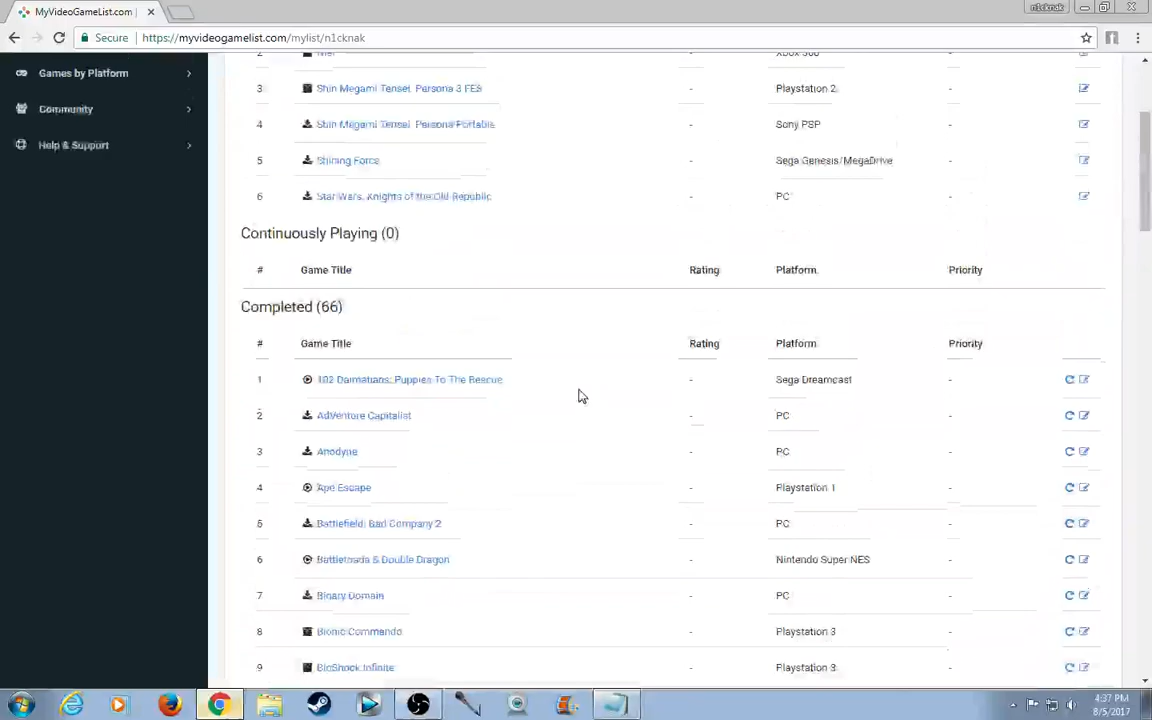 MyVideoGameList.com
n1cknak
Secure https://myvideogamelist.com/mylist/n1cknak
Games by Platform
Community
Help & Support
2 Xbox 360
3 Shin Megami Tensei: Persona 3 FES - Playstation 2 -
4 Shin Megami Tensei: Persona Portable - Sony PSP -
5 Shining Force - Sega Genesis/MegaDrive -
6 Star Wars: Knights of the Old Republic - PC -
Continuously Playing (0)
# Game Title Rating Platform Priority
Completed (66)
# Game Title Rating Platform Priority
1 102 Dalmatians: Puppies To The Rescue - Sega Dreamcast -
2 AdVenture Capitalist - PC -
3 Anodyne - PC -
4 Ape Escape - Playstation 1 -
5 Battlefield: Bad Company 2 - PC -
6 Battletoads & Double Dragon - Nintendo Super NES -
7 Binary Domain - PC -
8 Bionic Commando - Playstation 3 -
9 BioShock Infinite - Playstation 3 -
4:37 PM
8/5/2017